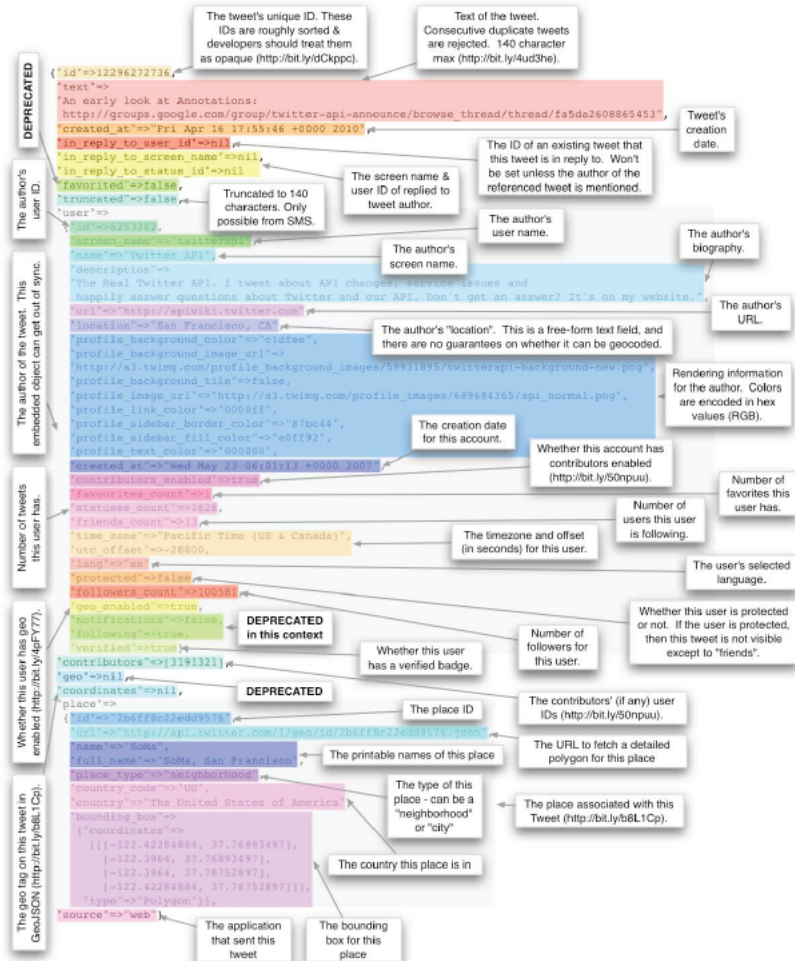 The tweet's unique ID. These
IDs are roughly sorted &
developers should treat them
as opaque (http://bit.ly/dCkppc).
Text of the tweet.
Consecutive duplicate tweets
are rejected. 140 character
max (http://bit.ly/4ud3he).
DEPRECATED
{"id"=>12296272736,
"text"=>
"An early look at Annotations:
http://groups.google.com/group/twitter-api-announce/browse_thread/thread/fa5da2608865453",
"created_at"=>"Fri Apr 16 17:55:46 +0000 2010",
"in_reply_to_user_id"=>nil,
"in_reply_to_screen_name"=>nil,
"in_reply_to_status_id"=>nil
"favorited"=>false,
"truncated"=>false,
"user"=>
{"id"=>6253282,
"screen_name"=>"twitterapi",
"name"=>"Twitter API",
"description"=>
"The Real Twitter API. I tweet about API changes, service issues and
happily answer questions about Twitter and our API. Don't get an answer? It's on my website.",
"url"=>"http://apiwiki.twitter.com",
"location"=>"San Francisco, CA",
"profile_background_color"=>"c1dfee",
"profile_background_image_url"=>
"http://a3.twimg.com/profile_background_images/59931895/twitterapi-background-new.png",
"profile_background_tile"=>false,
"profile_image_url"=>"http://a3.twimg.com/profile_images/689684365/api_normal.png",
"profile_link_color"=>"0000ff",
"profile_sidebar_border_color"=>"87bc44",
"profile_sidebar_fill_color"=>"e0ff92",
"profile_text_color"=>"000000",
"created_at"=>"Wed May 23 06:01:13 +0000 2007",
"contributors_enabled"=>true,
"favourites_count"=>1,
"statuses_count"=>1628,
"friends_count"=>13,
"time_zone"=>"Pacific Time (US & Canada)",
"utc_offset"=>-28800,
"lang"=>"en",
"protected"=>false,
"followers_count"=>100581,
"geo_enabled"=>true,
"notifications"=>false,
"following"=>true,
"verified"=>true},
"contributors"=>[3191321],
"geo"=>nil,
"coordinates"=>nil,
"place"=>
{"id"=>"2b6ff8c22edd9576",
"url"=>"http://api.twitter.com/1/geo/id/2b6ff8c22edd9576.json",
"name"=>"SoMa",
"full_name"=>"SoMa, San Francisco",
"place_type"=>"neighborhood",
"country_code"=>"US",
"country"=>"The United States of America",
"bounding_box"=>
{"coordinates"=>
[[[-122.42284884, 37.76893497],
[-122.3964, 37.76893497],
[-122.3964, 37.78752897],
[-122.42284884, 37.78752897]]],
"type"=>"Polygon"}},
"source"=>"web"}
Tweet's
creation
date.
The ID of an existing tweet that
this tweet is in reply to. Won't
be set unless the author of the
referenced tweet is mentioned.
The screen name &
user ID of replied to
tweet author.
Truncated to 140
characters. Only
possible from SMS.
The author's
user ID.
The author's
user name.
The author's
screen name.
The author's
biography.
The author's
URL.
The author's "location". This is a free-form text field, and
there are no guarantees on whether it can be geocoded.
The author of the tweet. This
embedded object can get out of sync.
Rendering information
for the author. Colors
are encoded in hex
values (RGB).
The creation date
for this account.
Whether this account has
contributors enabled
(http://bit.ly/50npuu).
Number of
favorites this
user has.
Number of tweets
this user has.
Number of
users this user
is following.
The timezone and offset
(in seconds) for this user.
The user's selected
language.
Whether this user is protected
or not. If the user is protected,
then this tweet is not visible
except to "friends".
Number of
followers for
this user.
Whether this user has geo
enabled (http://bit.ly/4pFY77).
DEPRECATED
in this context
Whether this user
has a verified badge.
DEPRECATED
The contributors' (if any) user
IDs (http://bit.ly/50npuu).
The place ID
The URL to fetch a detailed
polygon for this place
The printable names of this place
The type of this
place - can be a
"neighborhood"
or "city"
The place associated with this
Tweet (http://bit.ly/b8L1Cp).
The country this place is in
The geo tag on this tweet in
GeoJSON (http://bit.ly/b8L1Cp).
The application
that sent this
tweet
The bounding
box for this
place